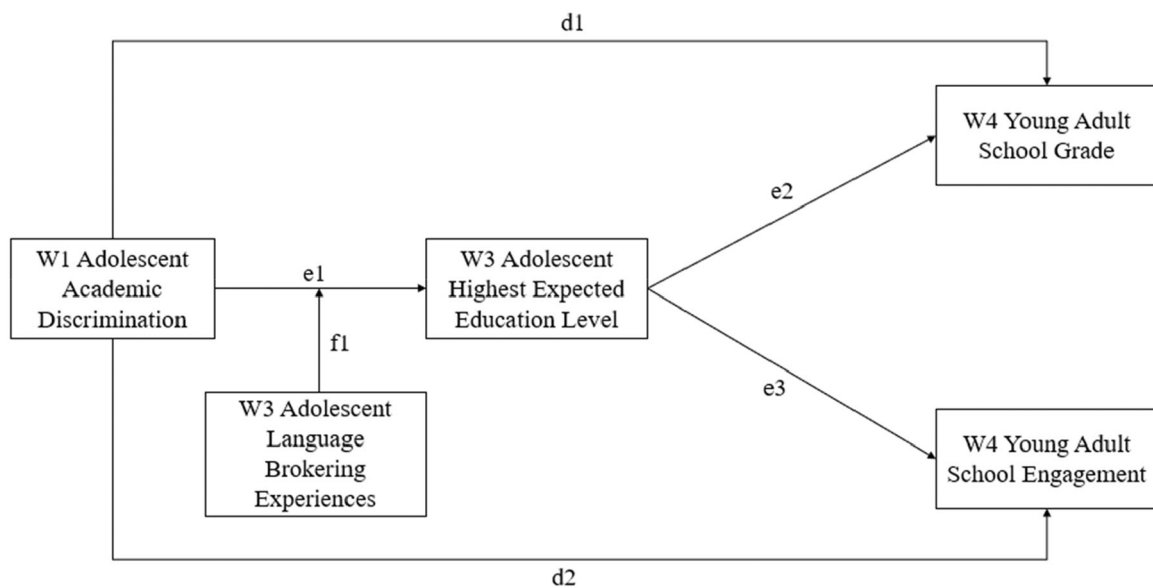 d1
W4 Young Adult
School Grade
e2
W1 Adolescent
Academic
Discrimination
e1
W3 Adolescent
Highest Expected
Education Level
f1
e3
W3 Adolescent
Language
Brokering
Experiences
W4 Young Adult
School Engagement
d2